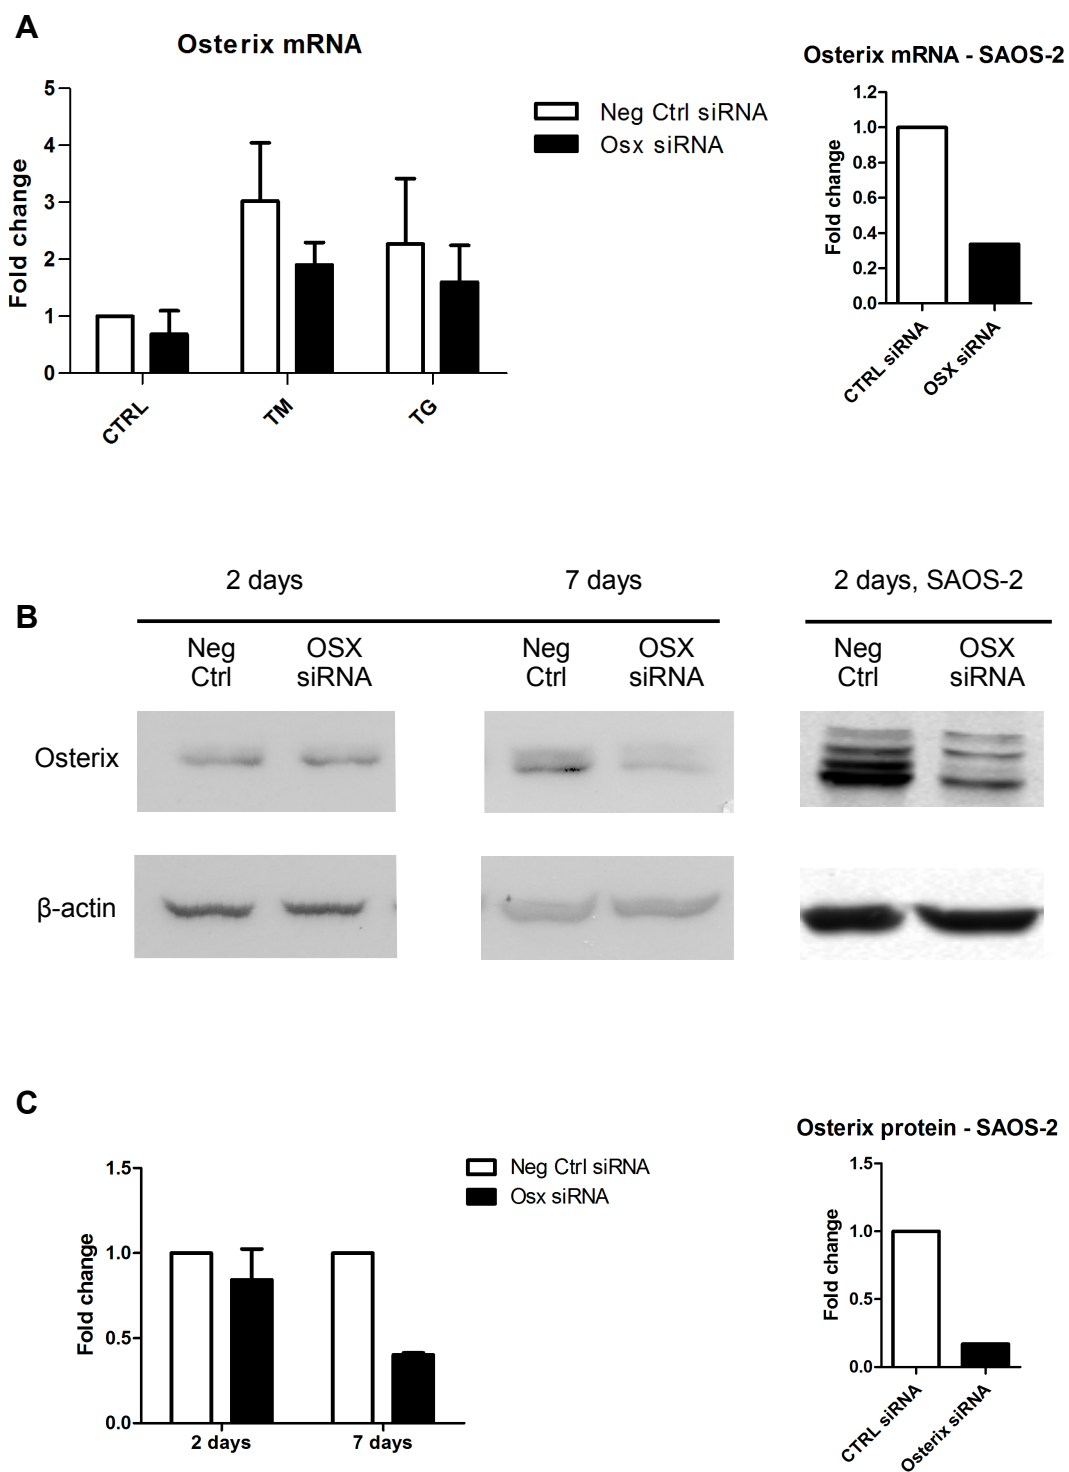 A
Osterix mRNA
5
4
3
2
1
0
Fold change
CTRL
TM
TG
Neg Ctrl siRNA
Osx siRNA
Osterix mRNA - SAOS-2
1.2
1.0
0.8
0.6
0.4
0.2
0.0
Fold change
CTRL siRNA
OSX siRNA
B
2 days
7 days
2 days, SAOS-2
Neg
Ctrl
OSX
siRNA
Neg
Ctrl
OSX
siRNA
Neg
Ctrl
OSX
siRNA
Osterix
β-actin
C
1.5
1.0
0.5
0.0
Fold change
2 days
7 days
Neg Ctrl siRNA
Osx siRNA
Osterix protein - SAOS-2
1.5
1.0
0.5
0.0
Fold change
CTRL siRNA
Osterix siRNA